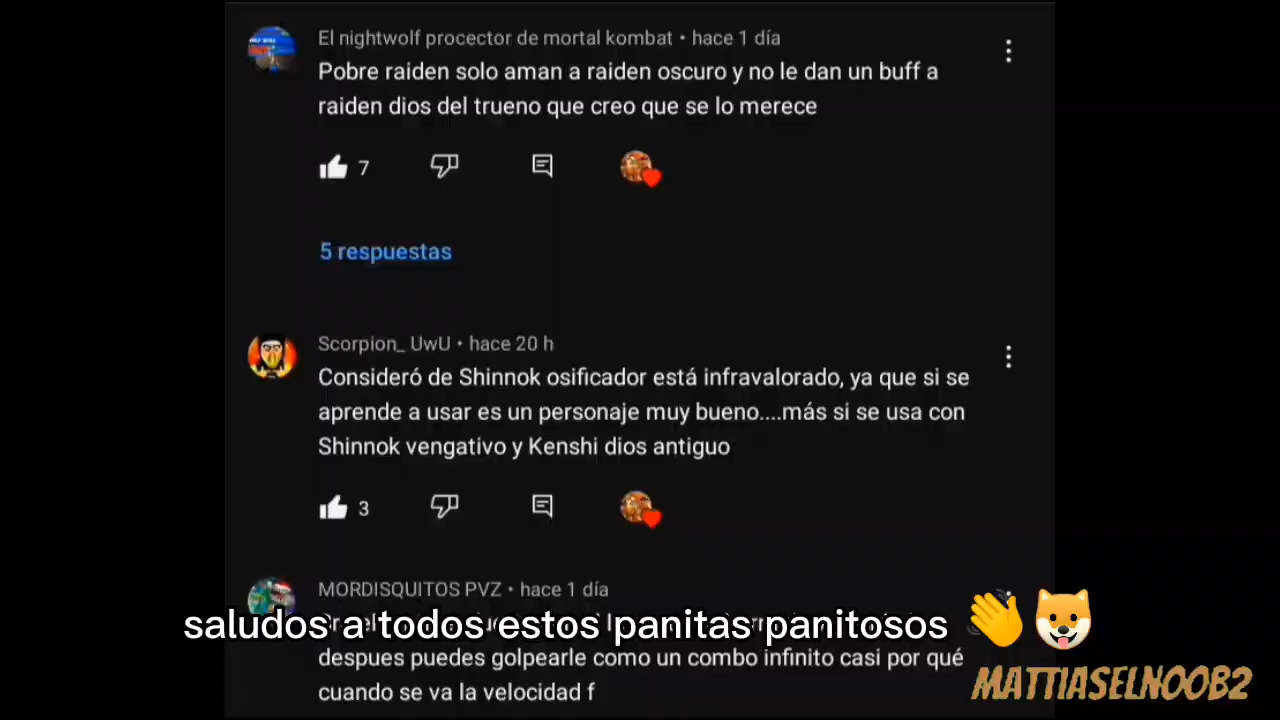 El nightwolf procector de mortal kombat • hace 1 día
Pobre raiden solo aman a raiden oscuro y no le dan un buff a
raiden dios del trueno que creo que se lo merece
7
5 respuestas
Scorpion_ UwU • hace 20 h
Consideró de Shinnok osificador está infravalorado, ya que si se
aprende a usar es un personaje muy bueno....más si se usa con
Shinnok vengativo y Kenshi dios antiguo
3
MORDISQUITOS PVZ • hace 1 día
saludos a todos estos panitas panitosos 👋🐶
despues puedes golpearle como un combo infinito casi por qué
cuando se va la velocidad f
MATTIASELNOOB2